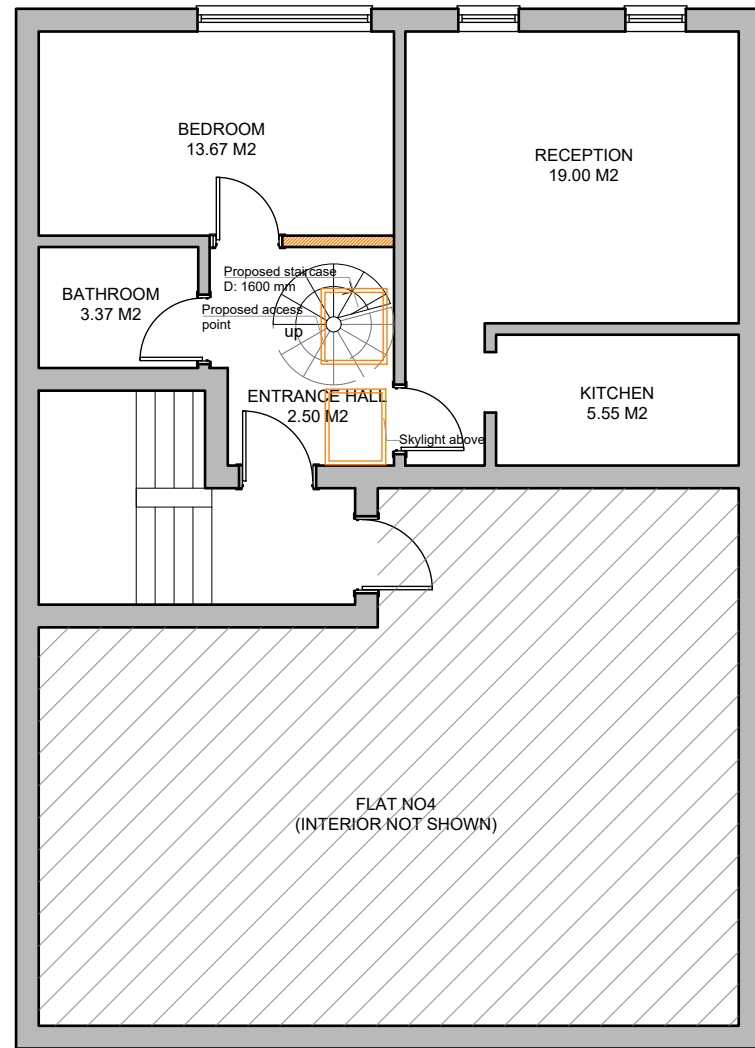 BEDROOM
13.67 M2
RECEPTION
19.00 M2
Proposed staircase
D: 1600 mm
BATHROOM
3.37 M2
Proposed access
point
up
ENTRANCE HALL
2.50 M2
KITCHEN
5.55 M2
Skylight above
FLAT NO4
(INTERIOR NOT SHOWN)